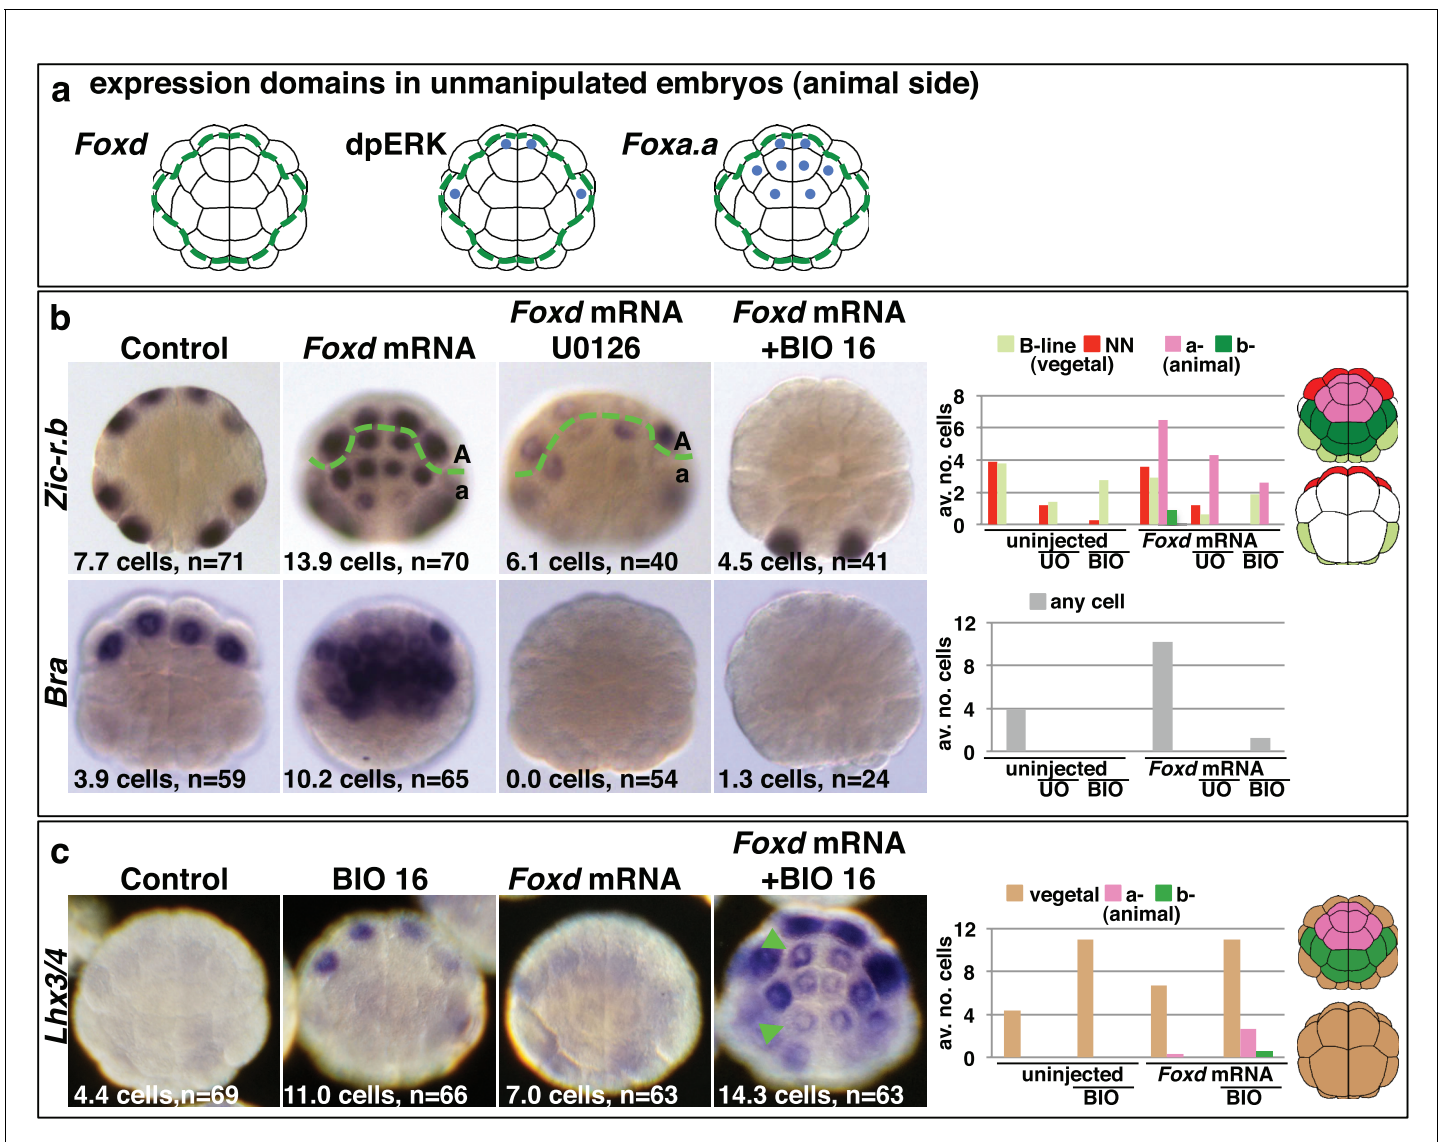 a expression domains in unmanipulated embryos (animal side)
Foxd dpERK Foxa.a
b
Control
Foxd mRNA
Foxd mRNA
U0126
Foxd mRNA
+BIO 16
Zic-r.b
A
a
A
a
7.7 cells, n=71
13.9 cells, n=70
6.1 cells, n=40
4.5 cells, n=41
B-line NN a- b-
(vegetal) (animal)
av. no. cells
8
6
4
2
0
uninjected Foxd mRNA
UO BIO UO BIO
Bra
3.9 cells, n=59
10.2 cells, n=65
0.0 cells, n=54
1.3 cells, n=24
any cell
av. no. cells
12
8
4
0
uninjected Foxd mRNA
UO BIO UO BIO
c
Control
BIO 16
Foxd mRNA
Foxd mRNA
+BIO 16
Lhx3/4
4.4 cells,n=69
11.0 cells, n=66
7.0 cells, n=63
14.3 cells, n=63
vegetal a- b-
(animal)
av. no. cells
12
8
4
0
uninjected Foxd mRNA
BIO BIO